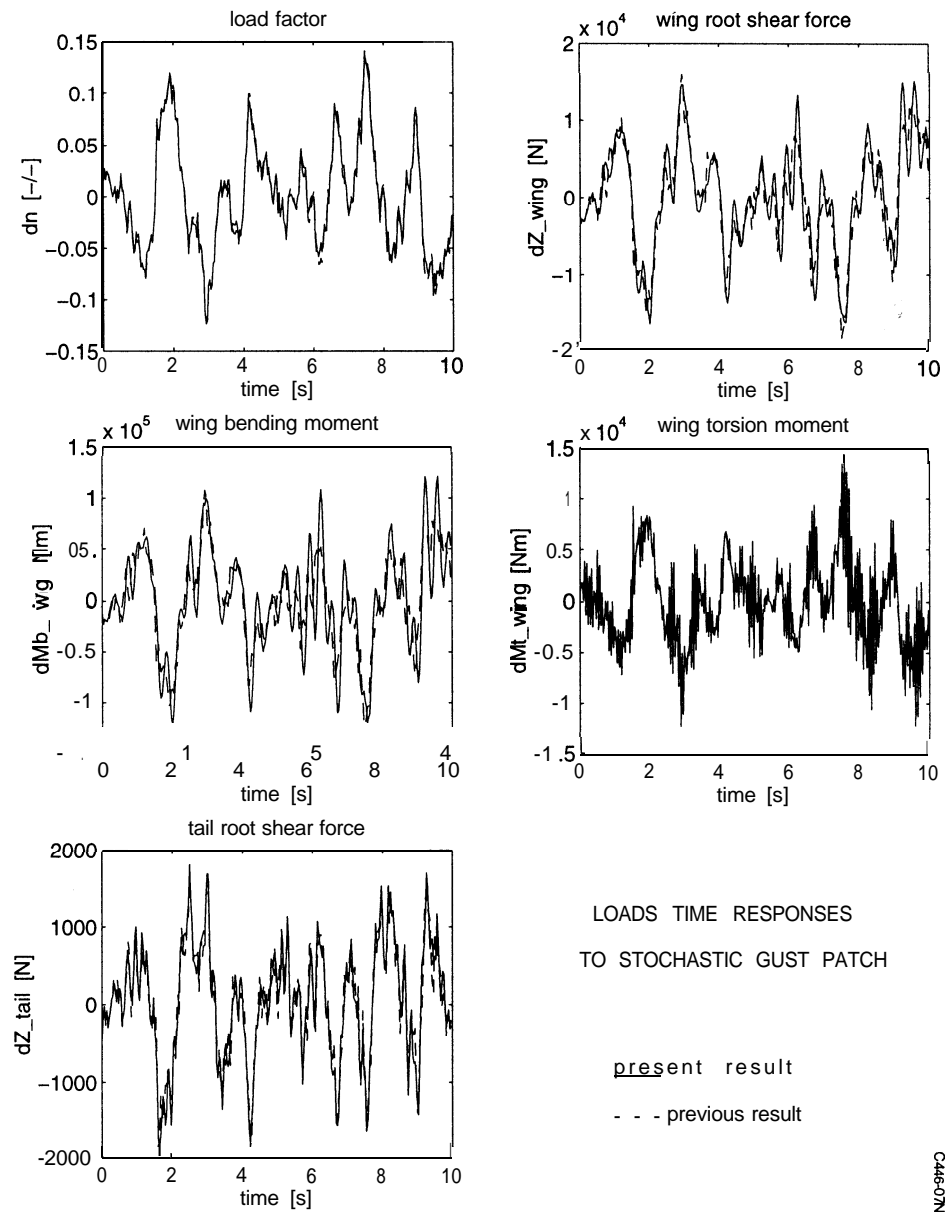 load factor
0.15
0.1
0.05
0
-0.05
-0.1
-0.15
dn [-/-]
0 2 4 6 8 10
time [s]
wing root shear force
x 10^4
2
1
0
-1
-2'
dZ_wing [N]
0 2 4 6 8 10
time [s]
wing bending moment
x 10^5
1.5
1
05.
0
-0.5
-1
-.
1 5 4
0 2 6 4 6 8 10
time [s]
wing torsion moment
x 10^4
1.5
1
0.5
0
-0.5
-1
-1.5
dMt_wing [Nm]
0 2 4 6 8 10
time [s]
tail root shear force
2000
1000
0
-1000
-2000
dZ_tail [N]
0 2 4 6 8 10
time [s]
LOADS TIME RESPONSES
TO STOCHASTIC GUST PATCH
present result
- - - previous result
C446-07N